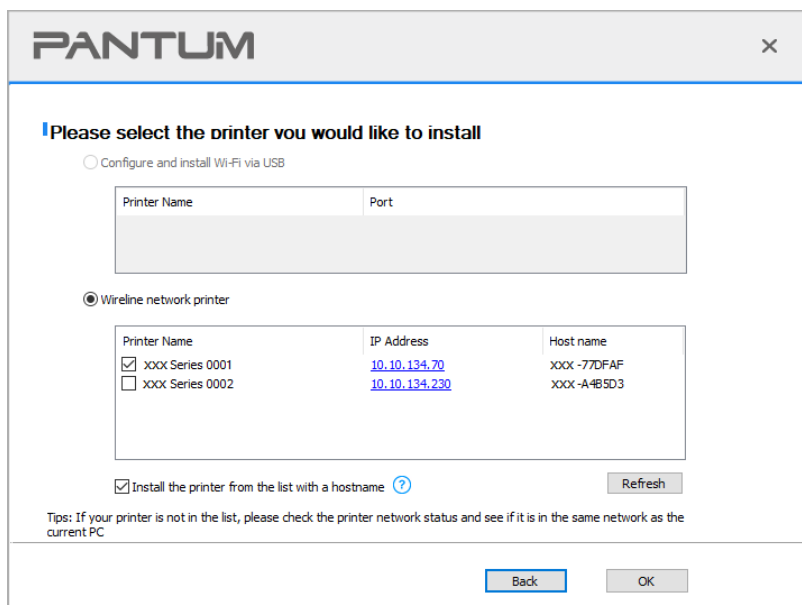 PANTUM
Please select the printer you would like to install
Configure and install Wi-Fi via USB
Printer Name Port
Wireline network printer
Printer Name IP Address Host name
XXX Series 0001 10.10.134.70 XXX -77DFAF
XXX Series 0002 10.10.134.230 XXX -A4B5D3
Install the printer from the list with a hostname ? Refresh
Tips: If your printer is not in the list, please check the printer network status and see if it is in the same network as the
current PC
Back OK